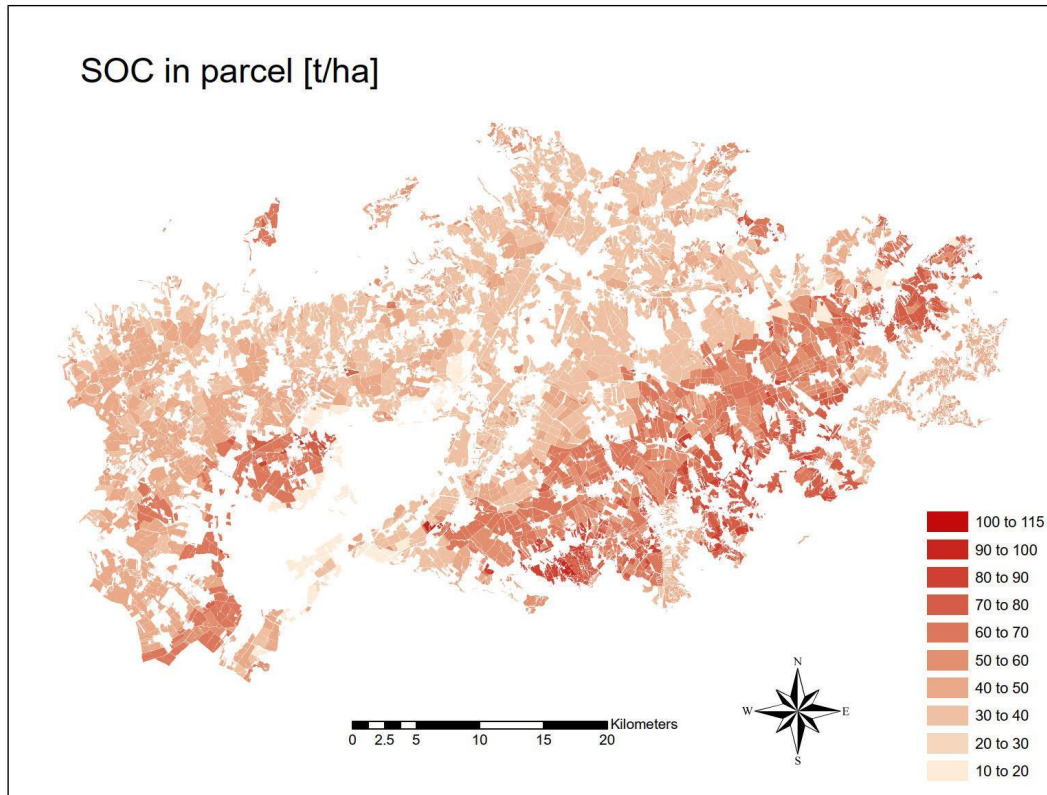 SOC in parcel [t/ha]
100 to 115
90 to 100
80 to 90
70 to 80
60 to 70
50 to 60
40 to 50
30 to 40
20 to 30
10 to 20
N
W E
S
Kilometers
0 2.5 5 10 15 20